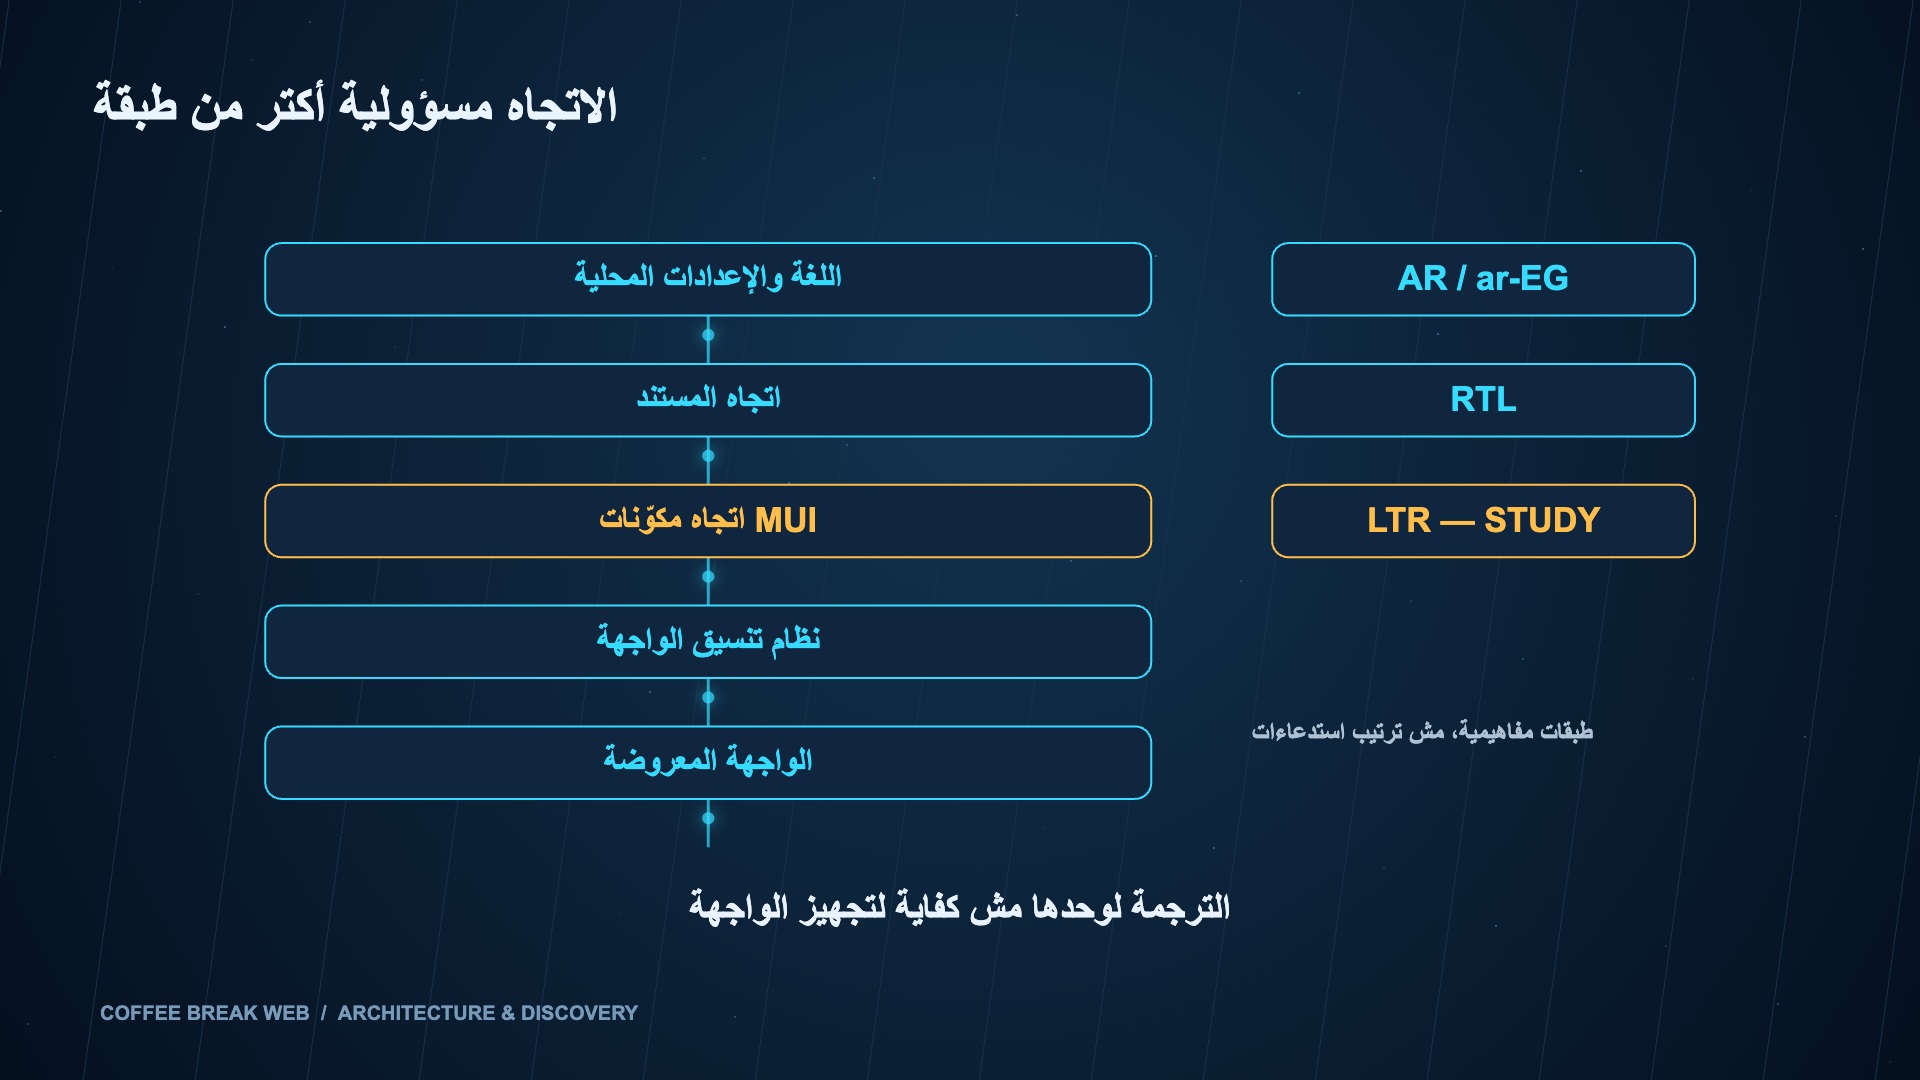 الاتجاه مسؤولية أكتر من طبقة
اللغة والإعدادات المحلية
AR / ar-EG
اتجاه المستند
RTL
اتجاه مكوّنات MUI
LTR — STUDY
نظام تنسيق الواجهة
طبقات مفاهيمية، مش ترتيب استدعاءات
الواجهة المعروضة
الترجمة لوحدها مش كفاية لتجهيز الواجهة
COFFEE BREAK WEB / ARCHITECTURE & DISCOVERY